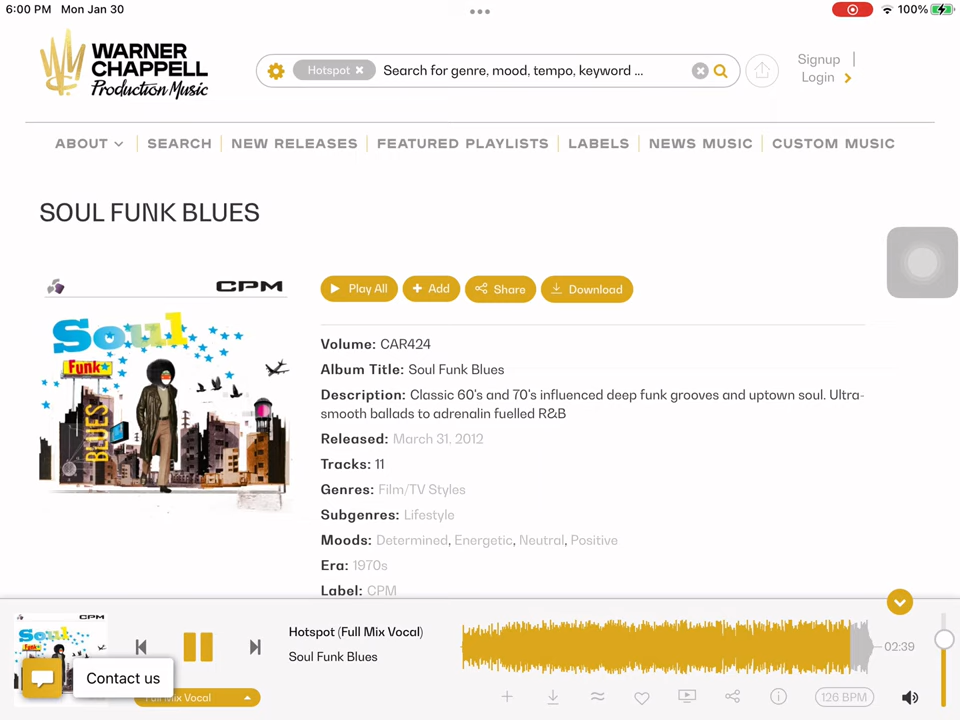 6:00 PM Mon Jan 30
100%
WARNER
CHAPPELL
Production Music
Hotspot
Search for genre, mood, tempo, keyword ...
Signup
Login
ABOUT SEARCH NEW RELEASES FEATURED PLAYLISTS LABELS NEWS MUSIC CUSTOM MUSIC
SOUL FUNK BLUES
CPM
Soul
Funk
BLUES
Play All
Add
Share
Download
Volume: CAR424
Album Title: Soul Funk Blues
Description: Classic 60's and 70's influenced deep funk grooves and uptown soul. Ultra-
smooth ballads to adrenalin fuelled R&B
Released: March 31, 2012
Tracks: 11
Genres: Film/TV Styles
Subgenres: Lifestyle
Moods: Determined, Energetic, Neutral, Positive
Era: 1970s
Label: CPM
CPM
Soul
Funk
Hotspot (Full Mix Vocal)
Soul Funk Blues
02:39
Contact us
Full Mix Vocal
126 BPM